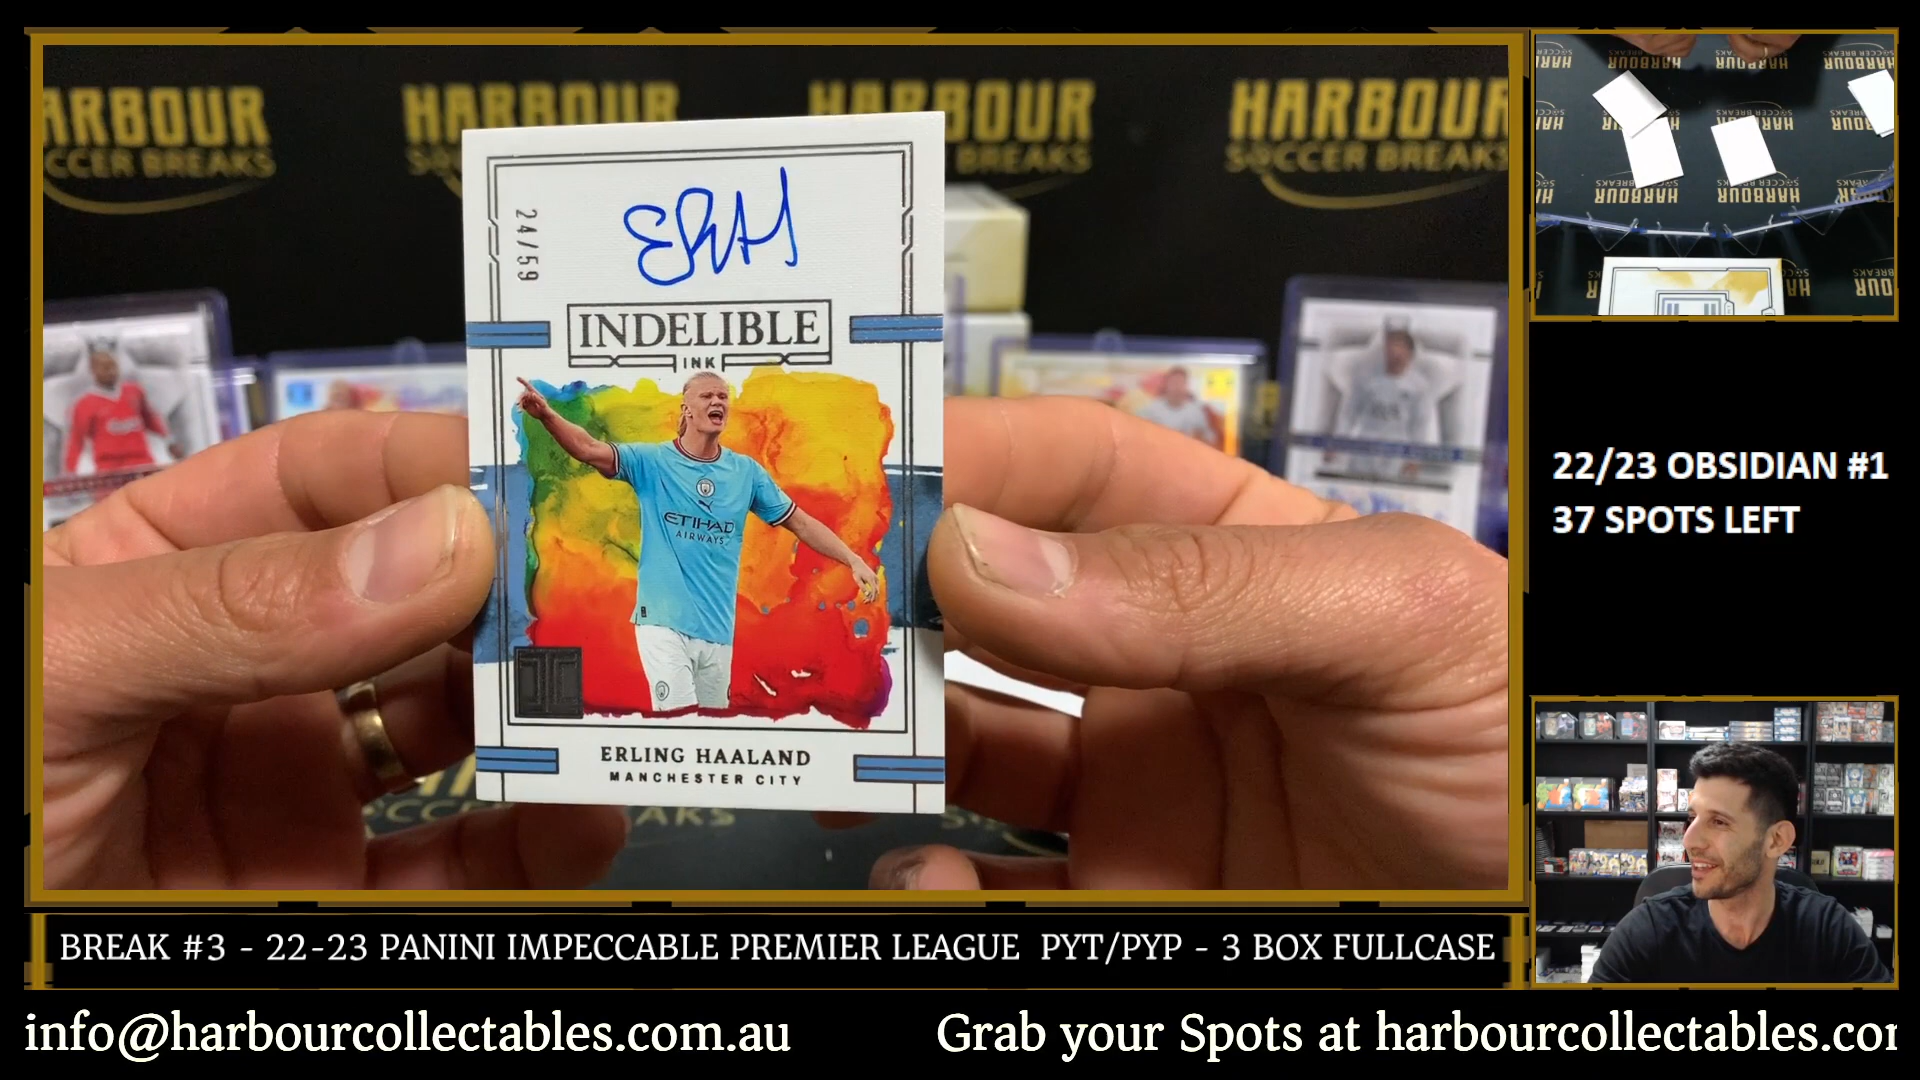 HARBOUR
SOCCER BREAKS
HARBOUR
HARBOUR
SOCCER BREAKS
24/59
INDELIBLE
INK
ETIHAD
AIRWAYS
ERLING HAALAND
MANCHESTER CITY
22/23 OBSIDIAN #1
37 SPOTS LEFT
BREAK #3 - 22-23 PANINI IMPECCABLE PREMIER LEAGUE PYT/PYP - 3 BOX FULLCASE
info@harbourcollectables.com.au
Grab your Spots at harbourcollectables.co